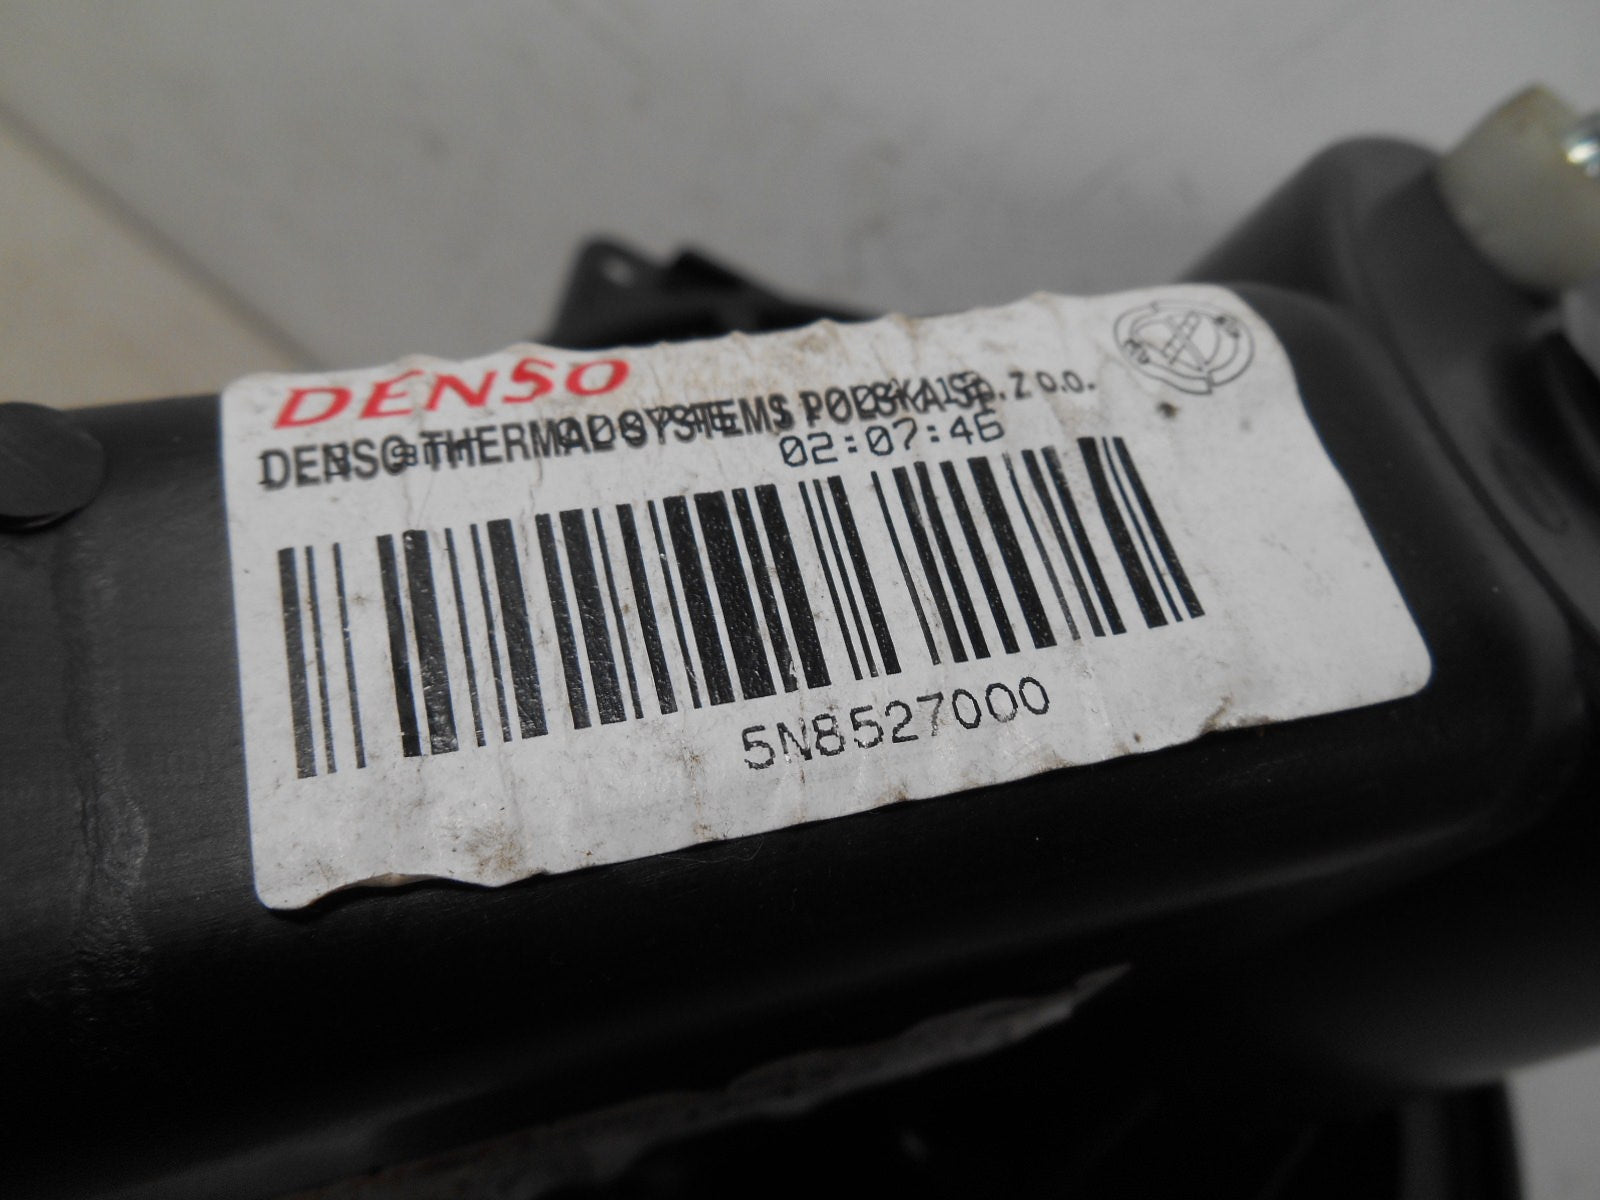 DENSO
DENSO THERMAL SYSTEMS POLSKA Sp. Z o.o.
02:07:46
5N8527000